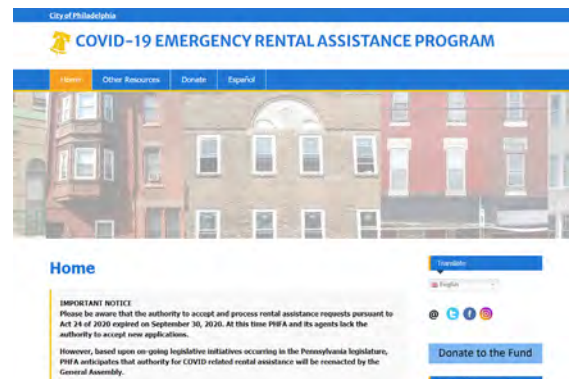 City of Philadelphia
COVID-19 EMERGENCY RENTAL ASSISTANCE PROGRAM
Home Other Resources Donate Español
Home
Translate
IMPORTANT NOTICE
Please be aware that the authority to accept and process rental assistance requests pursuant to
Act 24 of 2020 expired on September 30, 2020. At this time PHFA and its agents lack the
authority to accept new applications.
However, based upon on-going legislative initiatives occurring in the Pennsylvania legislature,
PHFA anticipates that authority for COVID related rental assistance will be reenacted by the
General Assembly.
English
Donate to the Fund